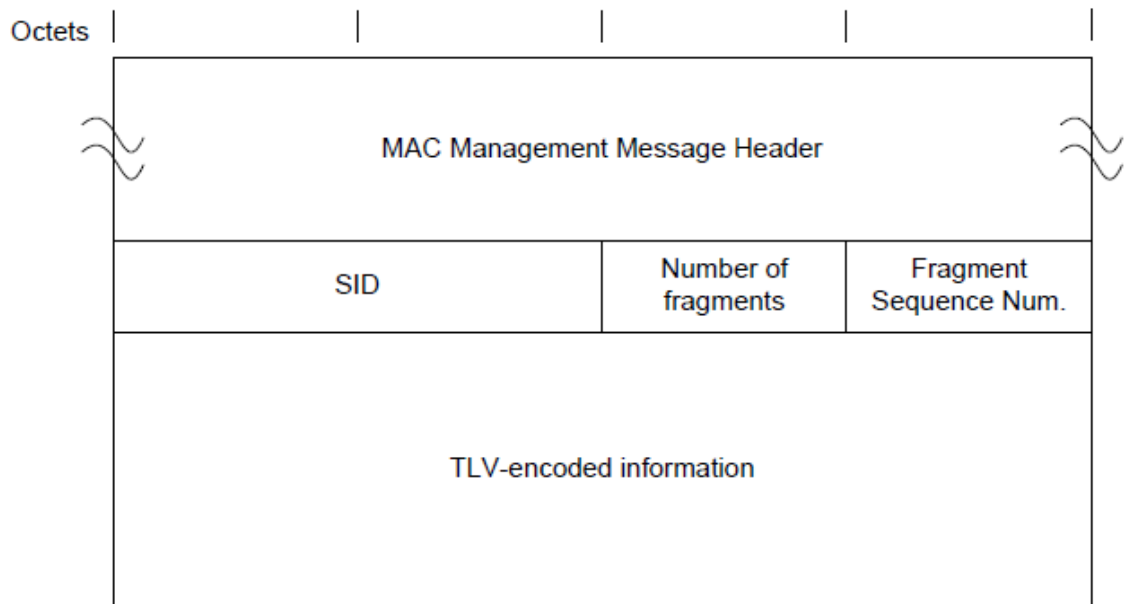 Octets
MAC Management Message Header
SID
Number of
fragments
Fragment
Sequence Num.
TLV-encoded information